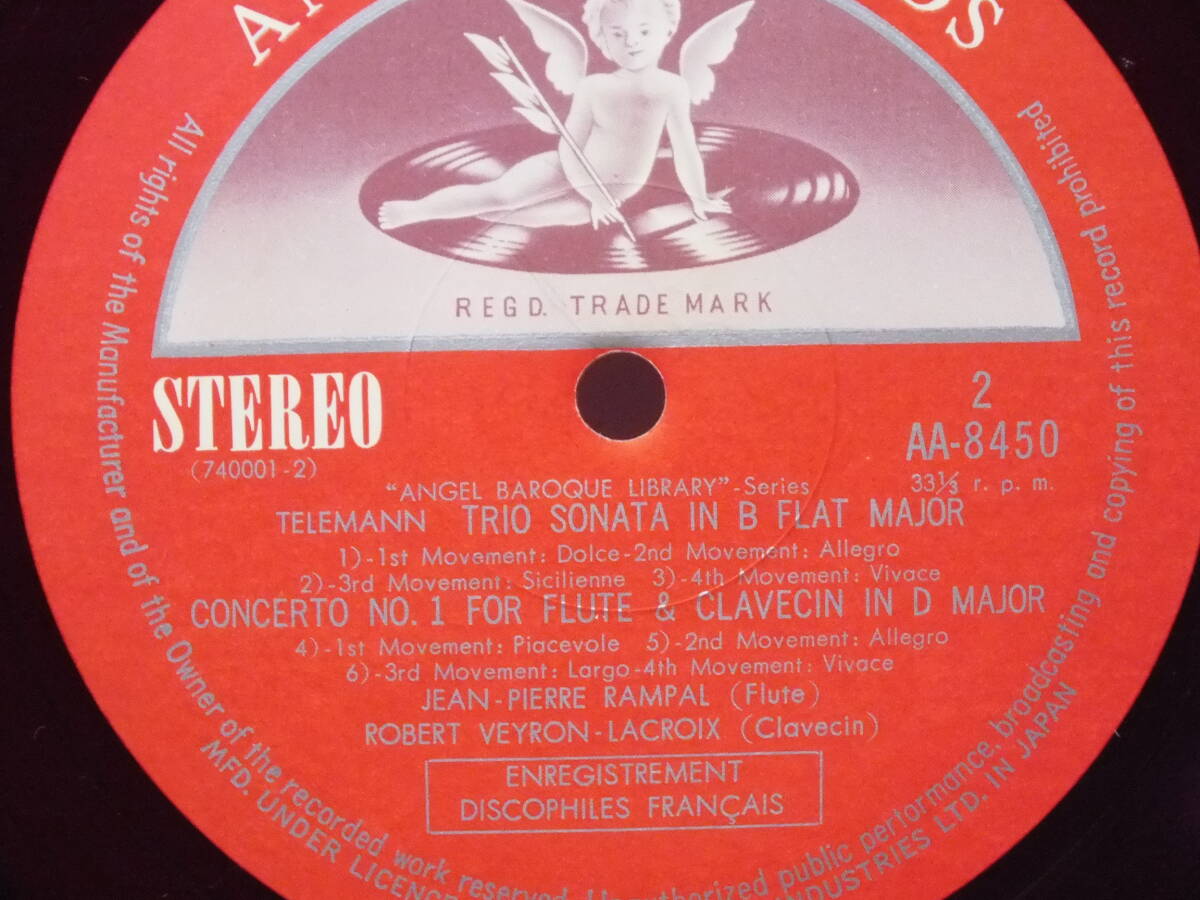 REGD. TRADE MARK
STEREO
(740001-2)
2
AA-8450
33⅓ r. p. m.
"ANGEL BAROQUE LIBRARY"-Series
TELEMANN TRIO SONATA IN B FLAT MAJOR
1)-1st Movement: Dolce-2nd Movement: Allegro
2)-3rd Movement: Sicilienne 3)-4th Movement: Vivace
CONCERTO NO. 1 FOR FLUTE & CLAVECIN IN D MAJOR
4)-1st Movement: Piacevole 5)-2nd Movement: Allegro
6)-3rd Movement: Largo-4th Movement: Vivace
JEAN-PIERRE RAMPAL (Flute)
ROBERT VEYRON-LACROIX (Clavecin)
ENREGISTREMENT
DISCOPHILES FRANÇAIS
All rights of the Manufacturer and of the Owner of the recorded work reserved. Unauthorized public performance, broadcasting and copying of this record prohibited
MFD. UNDER LICENCE
INDUSTRIES LTD. IN JAPAN